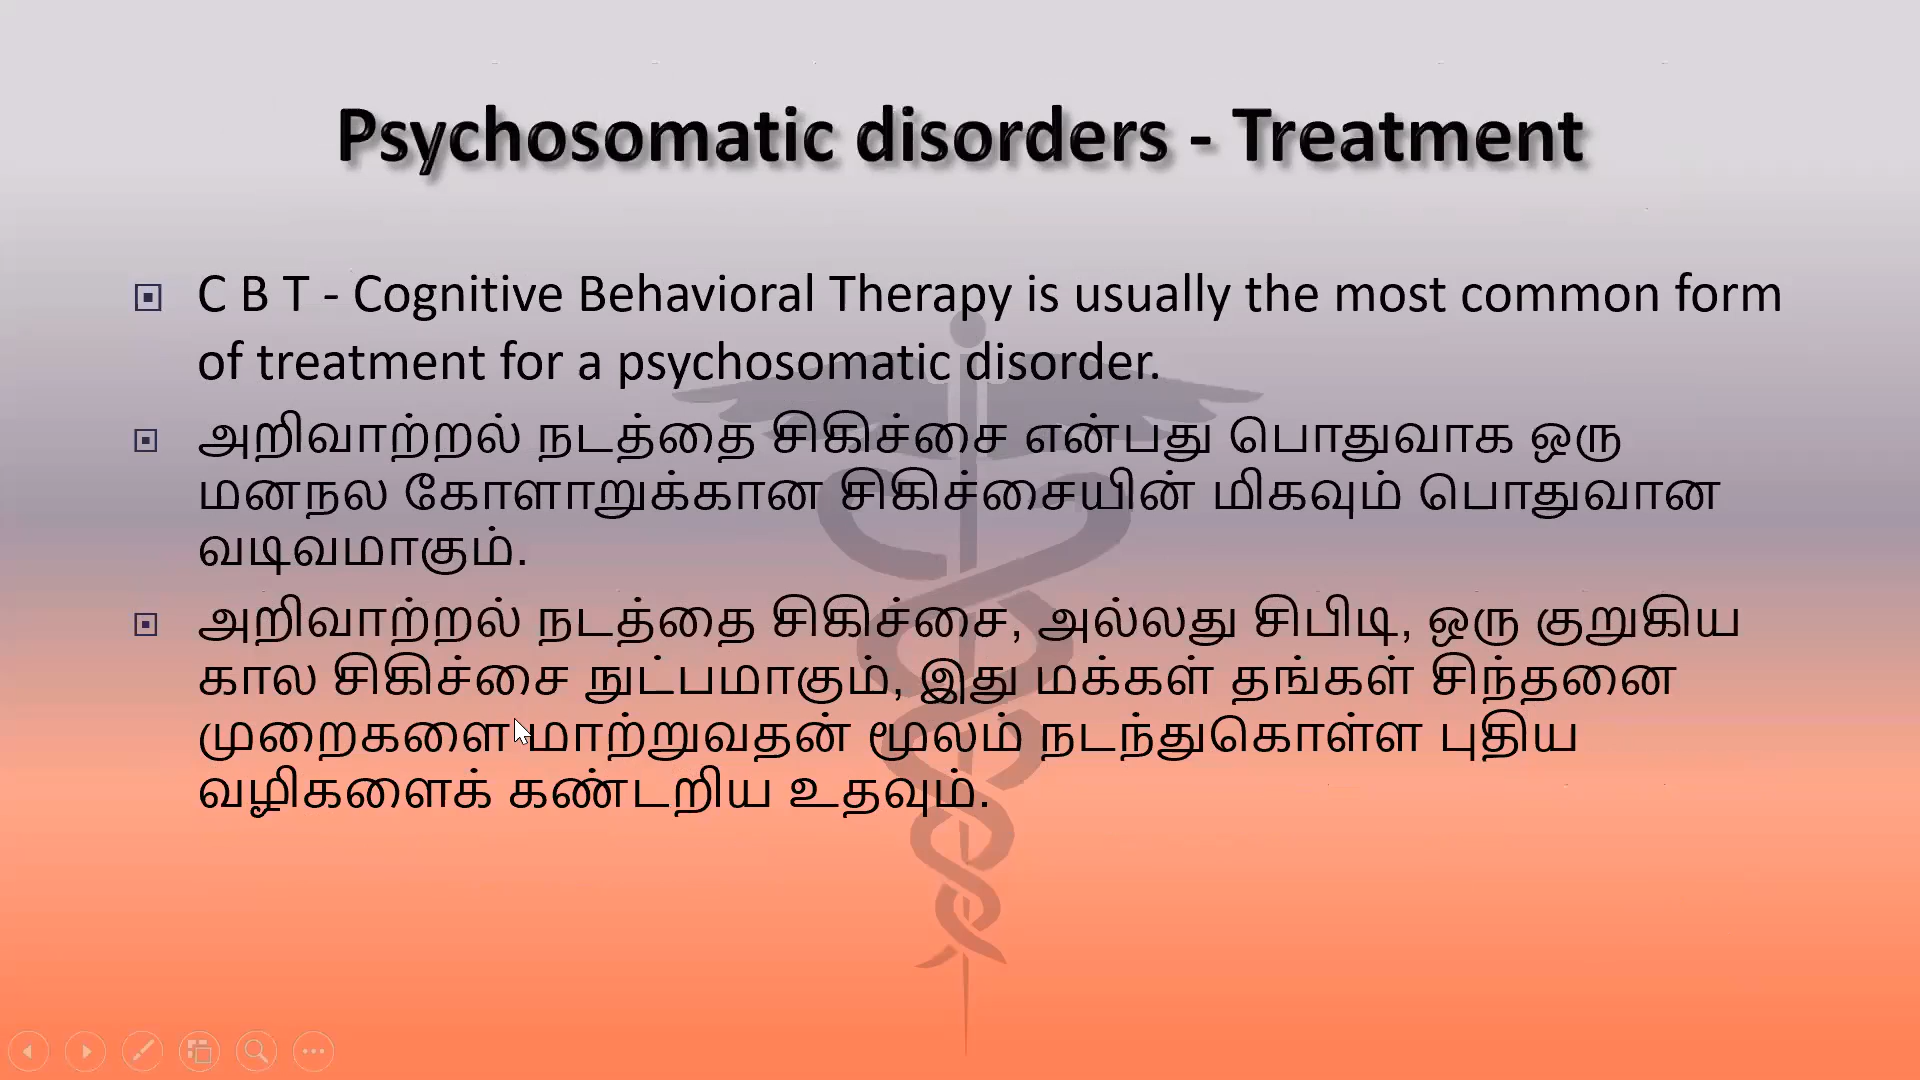 Psychosomatic disorders - Treatment
C B T - Cognitive Behavioral Therapy is usually the most common form
of treatment for a psychosomatic disorder.
அறிவாற்றல் நடத்தை சிகிச்சை என்பது பொதுவாக ஒரு
மனநல கோளாறுக்கான சிகிச்சையின் மிகவும் பொதுவான
வடிவமாகும்.
அறிவாற்றல் நடத்தை சிகிச்சை, அல்லது சிபிடி, ஒரு குறுகிய
கால சிகிச்சை நுட்பமாகும், இது மக்கள் தங்கள் சிந்தனை
முறைகளை மாற்றுவதன் மூலம் நடந்துகொள்ள புதிய
வழிகளைக் கண்டறிய உதவும்.